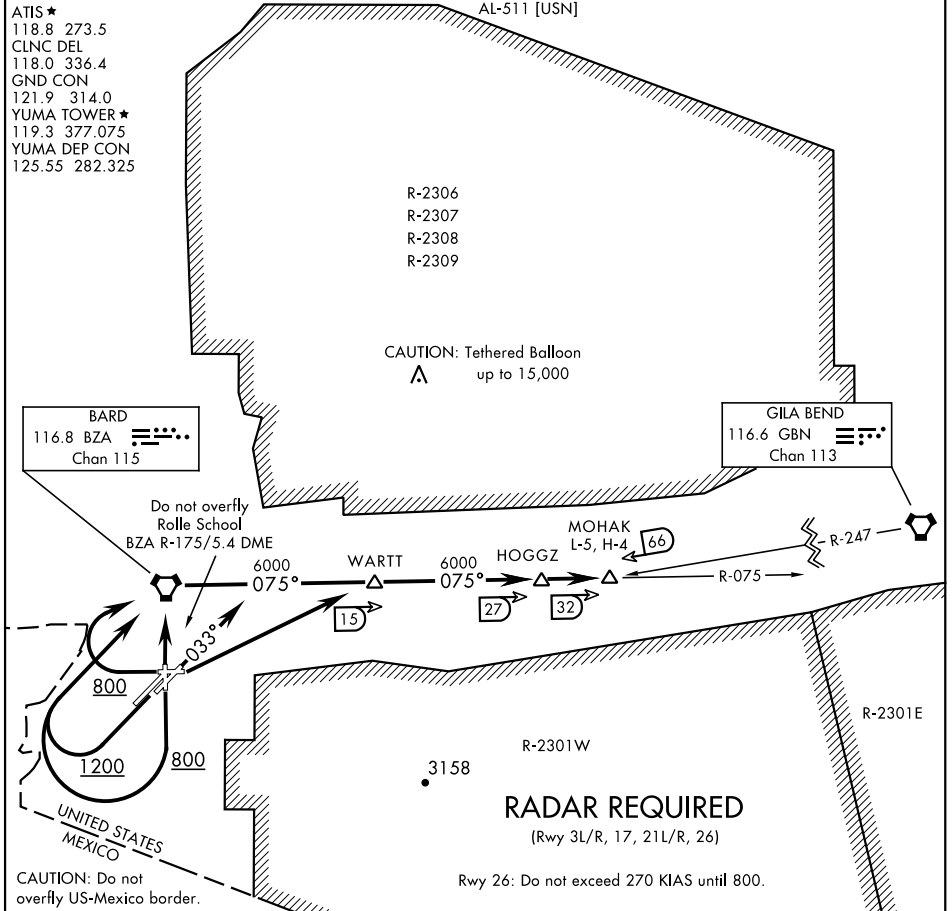 AL-511 [USN]
ATIS ★
118.8 273.5
CLNC DEL
118.0 336.4
GND CON
121.9 314.0
YUMA TOWER ★
119.3 377.075
YUMA DEP CON
125.55 282.325
R-2306
R-2307
R-2308
R-2309
CAUTION: Tethered Balloon
up to 15,000
BARD
116.8 BZA
Chan 115
GILA BEND
116.6 GBN
Chan 113
Do not overfly
Rolle School
BZA R-175/5.4 DME
MOHAK
L-5, H-4
66
R-247
HOGGZ
WARTT
6000
075°
6000
075°
R-075
15
27
32
033°
800
1200
800
R-2301E
R-2301W
3158
RADAR REQUIRED
(Rwy 3L/R, 17, 21L/R, 26)
UNITED STATES
MEXICO
CAUTION: Do not
overfly US-Mexico border.
Rwy 26: Do not exceed 270 KIAS until 800.